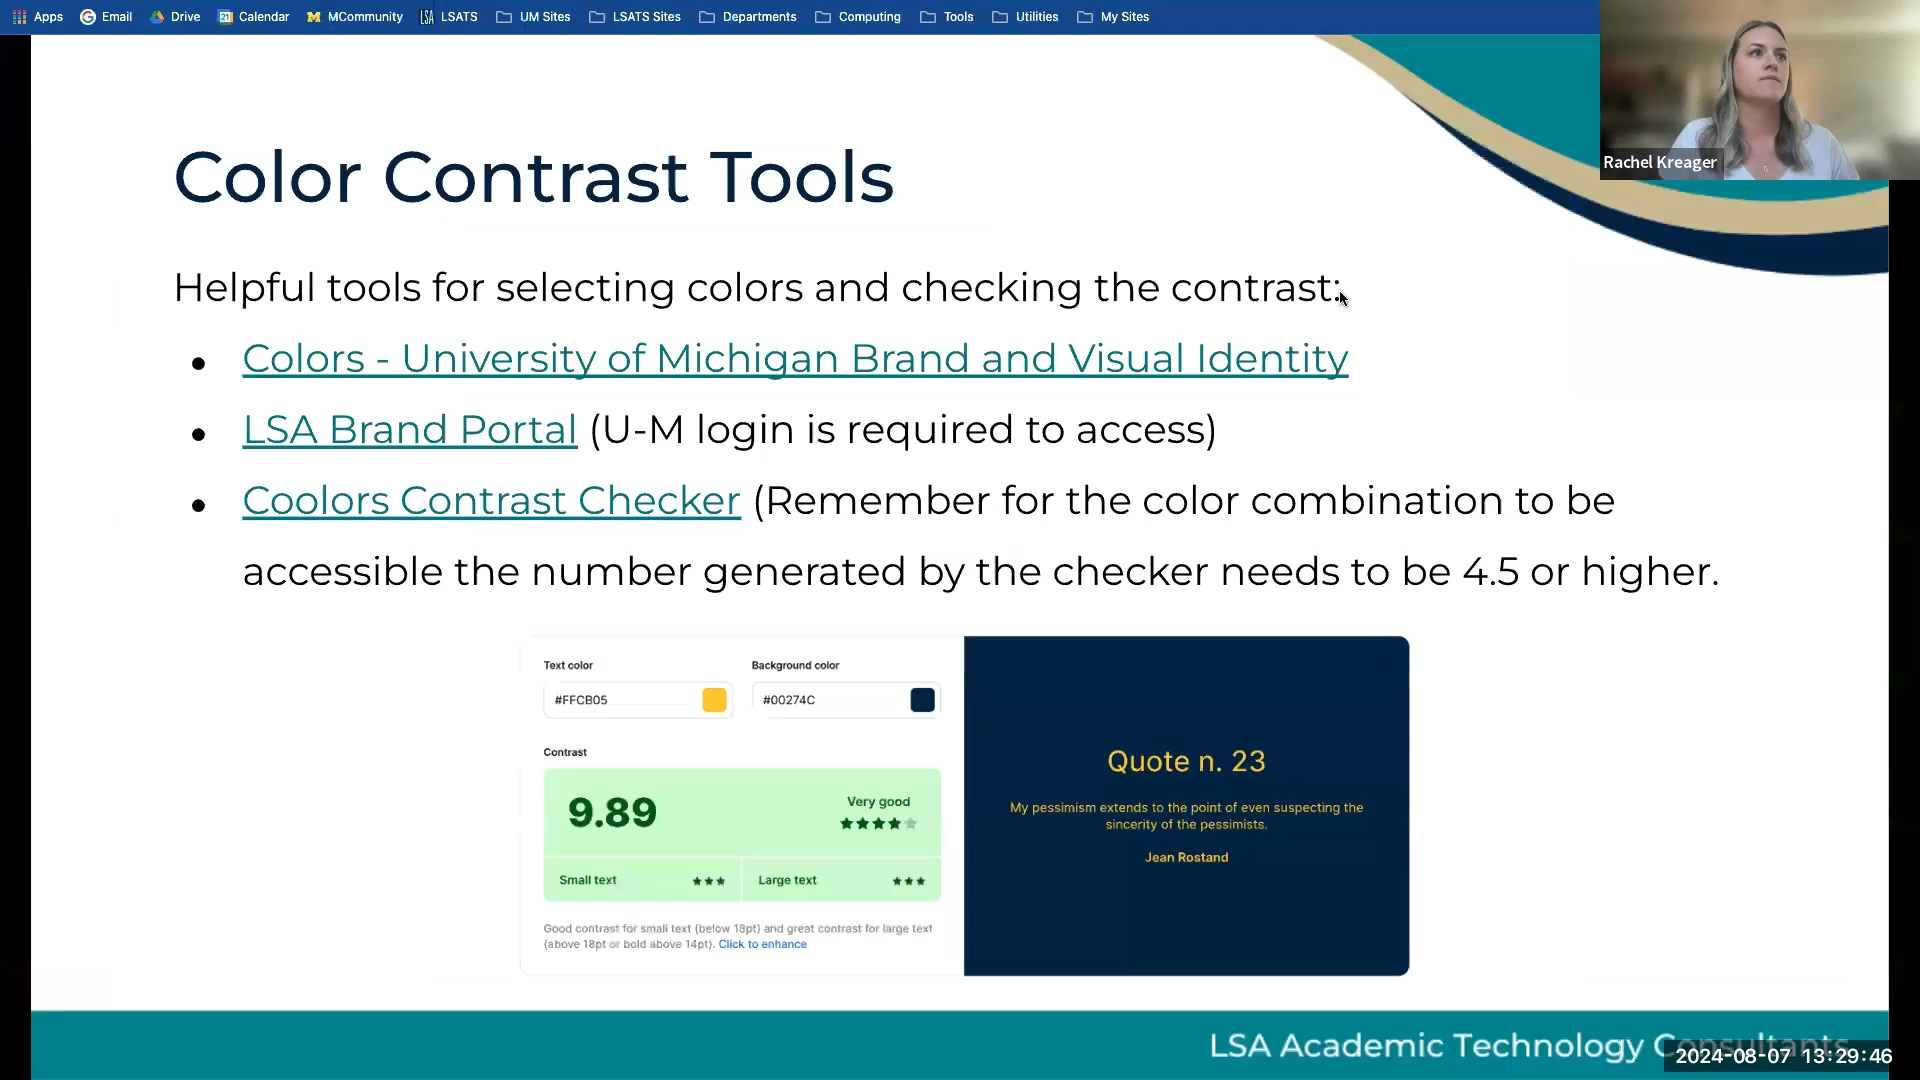 Apps Email Drive Calendar MCommunity LSATS UM Sites LSATS Sites Departments Computing Tools Utilities My Sites
Rachel Kreager
Color Contrast Tools
Helpful tools for selecting colors and checking the contrast:
• Colors - University of Michigan Brand and Visual Identity
• LSA Brand Portal (U-M login is required to access)
• Coolors Contrast Checker (Remember for the color combination to be
accessible the number generated by the checker needs to be 4.5 or higher.
Text color
#FFCB05
Background color
#00274C
Contrast
9.89
Very good
Small text
Large text
Good contrast for small text (below 18pt) and great contrast for large text
(above 18pt or bold above 14pt). Click to enhance
Quote n. 23
My pessimism extends to the point of even suspecting the
sincerity of the pessimists.
Jean Rostand
LSA Academic Technology Consultants
2024-08-07 13:29:46